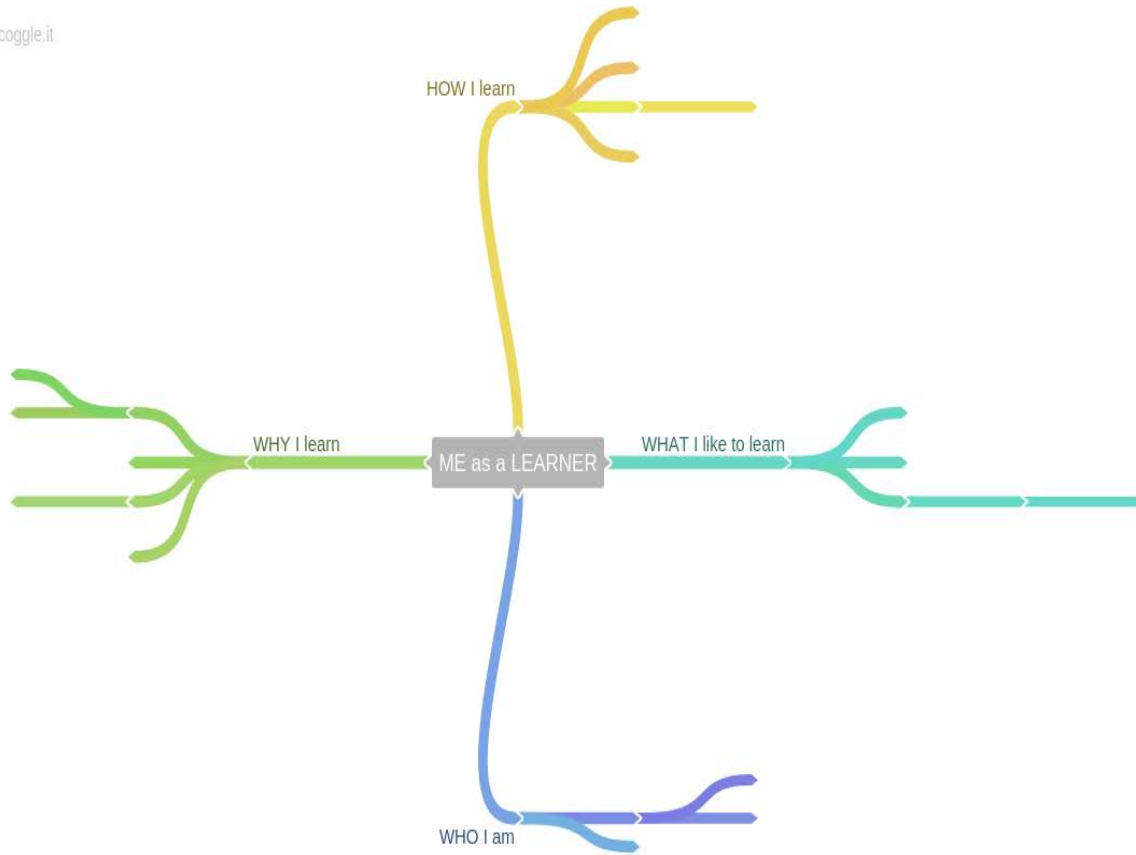 coggle.it
HOW I learn
WHY I learn
ME as a LEARNER
WHAT I like to learn
WHO I am